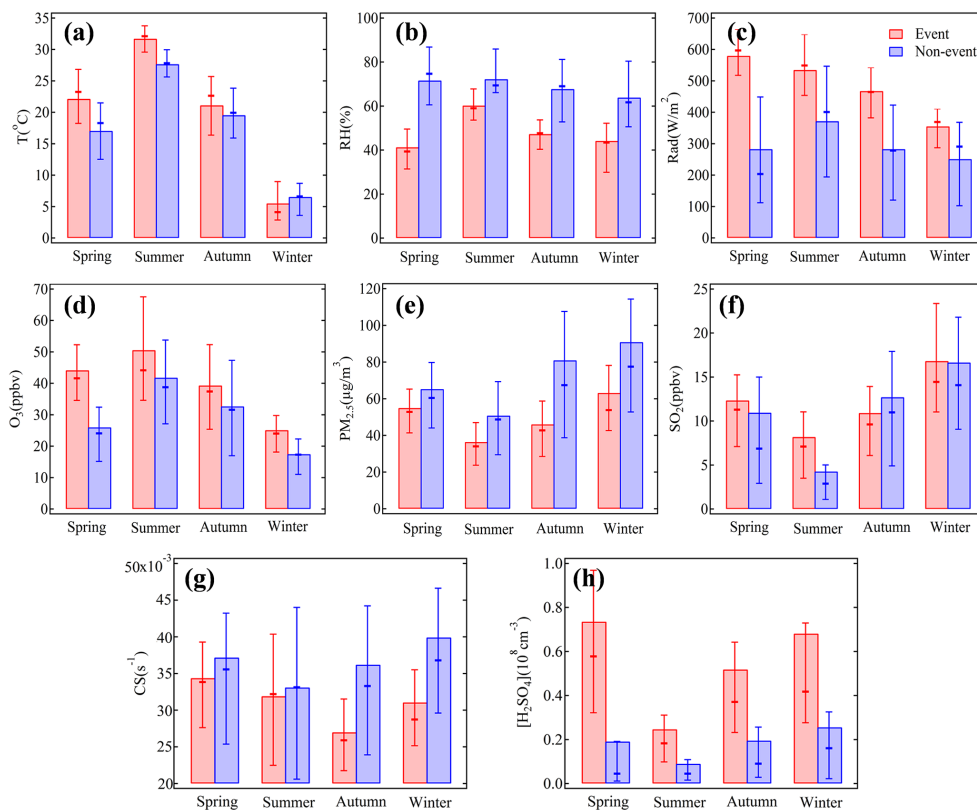 (a)
T(°C)
35
30
25
20
15
10
5
0
Spring
Summer
Autumn
Winter
(b)
RH(%)
100
80
60
40
20
0
Spring
Summer
Autumn
Winter
(c)
Event
Non-event
Rad(W/m²)
700
600
500
400
300
200
100
0
Spring
Summer
Autumn
Winter
(d)
O₃(ppbv)
70
60
50
40
30
20
10
0
Spring
Summer
Autumn
Winter
(e)
PM₂.₅(μg/m³)
120
100
80
60
40
20
0
Spring
Summer
Autumn
Winter
(f)
SO₂(ppbv)
25
20
15
10
5
0
Spring
Summer
Autumn
Winter
(g)
CS(s⁻¹)
50x10⁻³
45
40
35
30
25
20
Spring
Summer
Autumn
Winter
(h)
[H₂SO₄](10⁸ cm⁻³)
1.0
0.8
0.6
0.4
0.2
0.0
Spring
Summer
Autumn
Winter